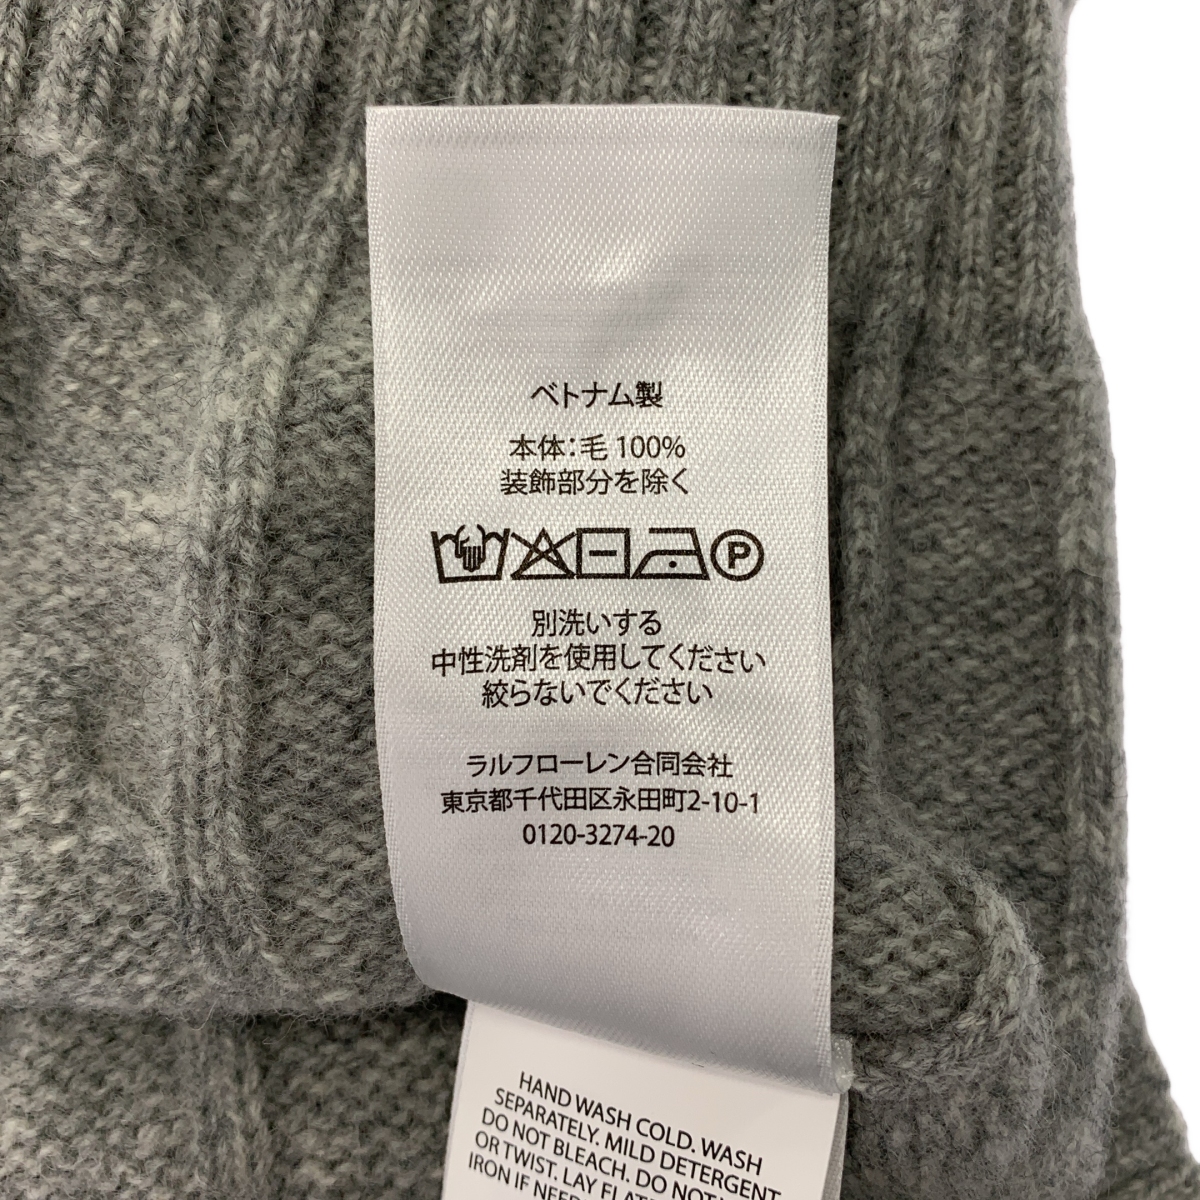 ベトナム製
本体：毛 100%
装飾部分を除く
P
別洗いする
中性洗剤を使用してください
絞らないでください
ラルフローレン合同会社
東京都千代田区永田町2-10-1
0120-3274-20
HAND WASH COLD. WASH
SEPARATELY. MILD DETERGENT
DO NOT BLEACH. DO NOT
OR TWIST. LAY FLAT
IRON IF NEED